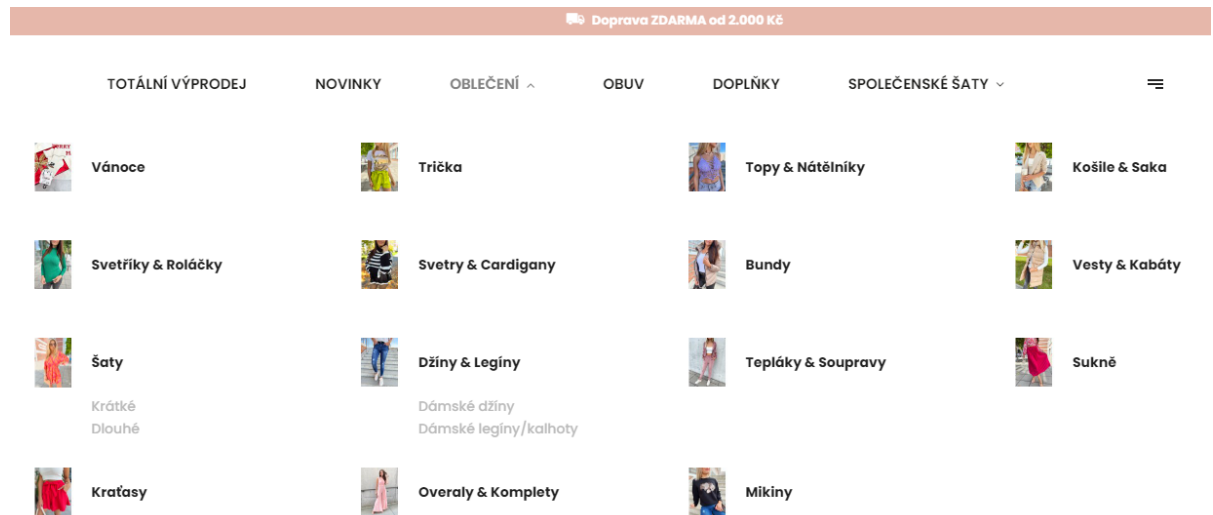 Doprava ZDARMA od 2.000 Kč
TOTÁLNÍ VÝPRODEJ NOVINKY OBLEČENÍ OBUV DOPLŇKY SPOLEČENSKÉ ŠATY
Vánoce Trička Topy & Nátělníky Košile & Saka
Svetříky & Roláčky Svetry & Cardigany Bundy Vesty & Kabáty
Šaty Džíny & Legíny Tepláky & Soupravy Sukně
Krátké Dámské džíny
Dlouhé Dámské legíny/kalhoty
Kraťasy Overaly & Komplety Mikiny